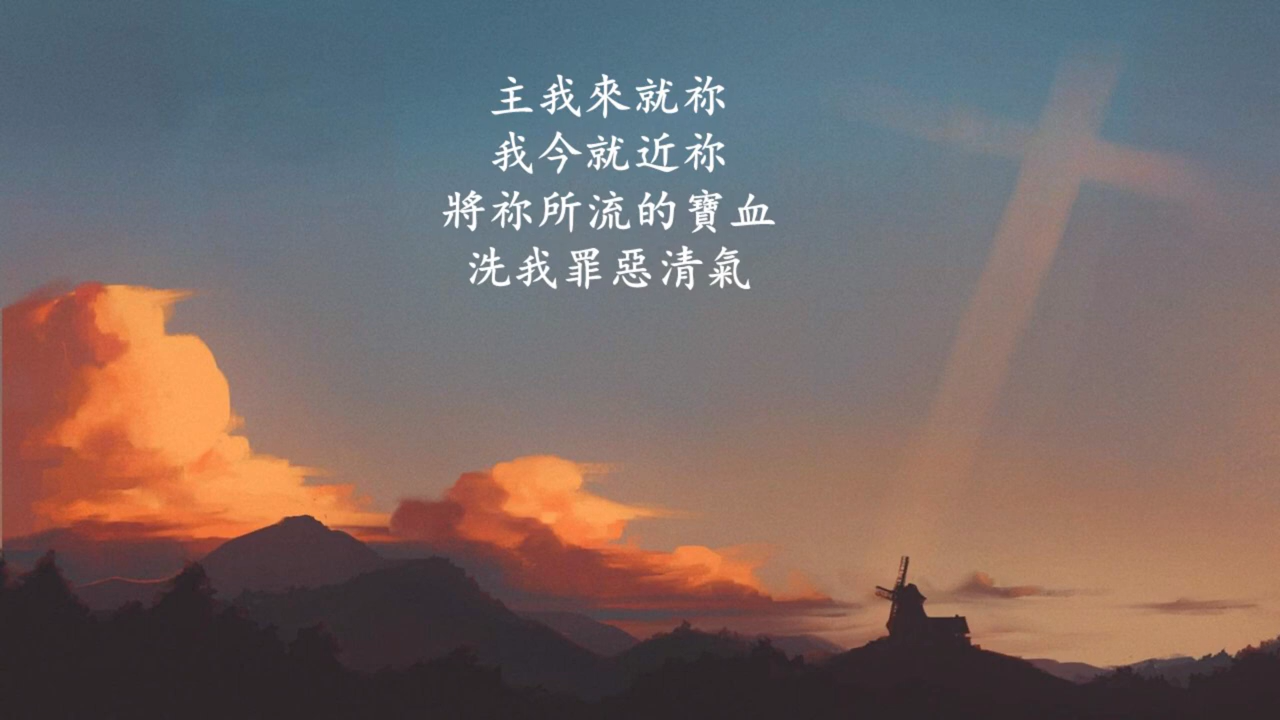 主我來就祢
我今就近祢
將祢所流的寶血
洗我罪惡清氣